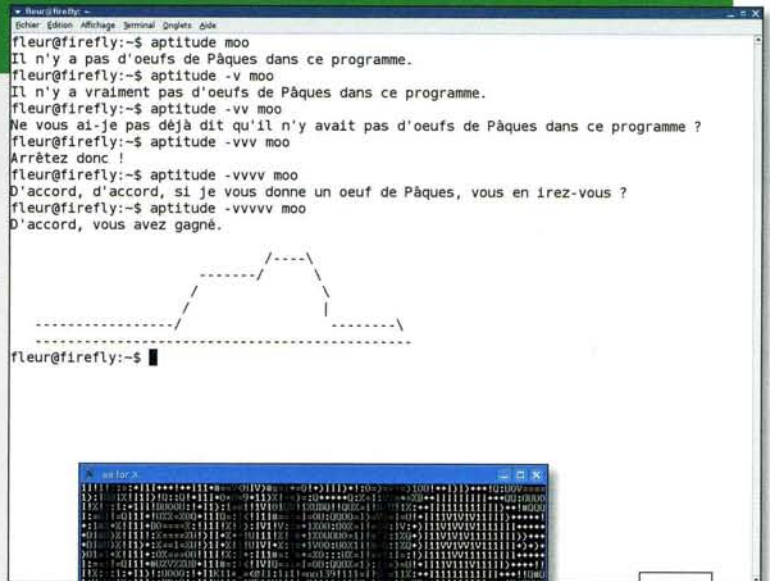 fleur@firefly: ~
Fichier Édition Affichage Terminal Onglets Aide
fleur@firefly:~$ aptitude moo
Il n'y a pas d'oeufs de Pâques dans ce programme.
fleur@firefly:~$ aptitude -v moo
Il n'y a vraiment pas d'oeufs de Pâques dans ce programme.
fleur@firefly:~$ aptitude -vv moo
Ne vous ai-je pas déjà dit qu'il n'y avait pas d'oeufs de Pâques dans ce programme ?
fleur@firefly:~$ aptitude -vvv moo
Arrêtez donc !
fleur@firefly:~$ aptitude -vvvv moo
D'accord, d'accord, si je vous donne un oeuf de Pâques, vous en irez-vous ?
fleur@firefly:~$ aptitude -vvvvv moo
D'accord, vous avez gagné.
fleur@firefly:~$
aa for X